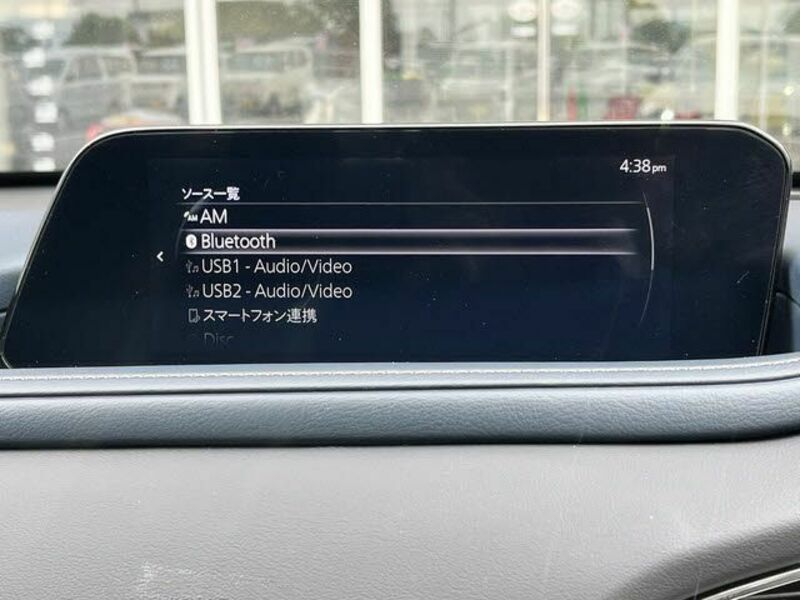 4:38pm
ソース一覧
AM
Bluetooth
USB1 - Audio/Video
USB2 - Audio/Video
スマートフォン連携
Disc